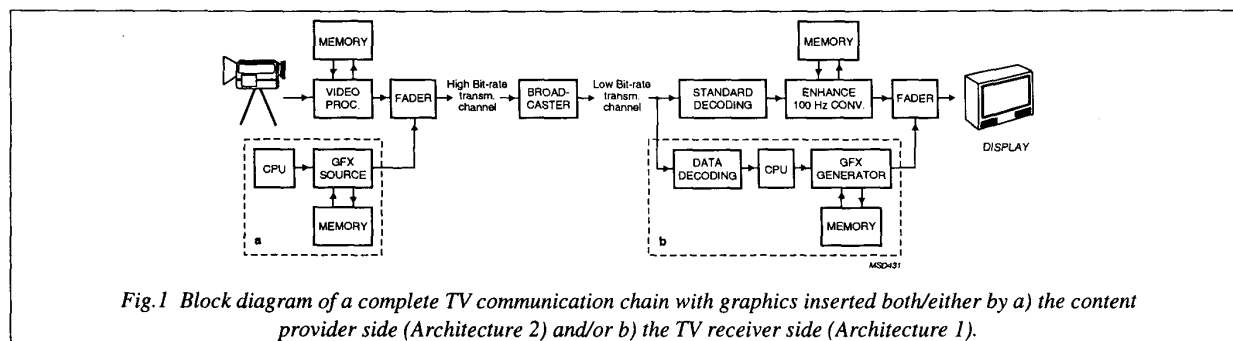 MEMORY
VIDEO
PROC.
FADER
High Bit-rate
transm.
channel
BROAD-
CASTER
Low Bit-rate
transm.
channel
STANDARD
DECODING
MEMORY
ENHANCE
100 Hz CONV.
FADER
DISPLAY
CPU
GFX
SOURCE
MEMORY
a
DATA
DECODING
CPU
GFX
GENERATOR
MEMORY
b
MSD431
Fig.1 Block diagram of a complete TV communication chain with graphics inserted both/either by a) the content
provider side (Architecture 2) and/or b) the TV receiver side (Architecture 1).